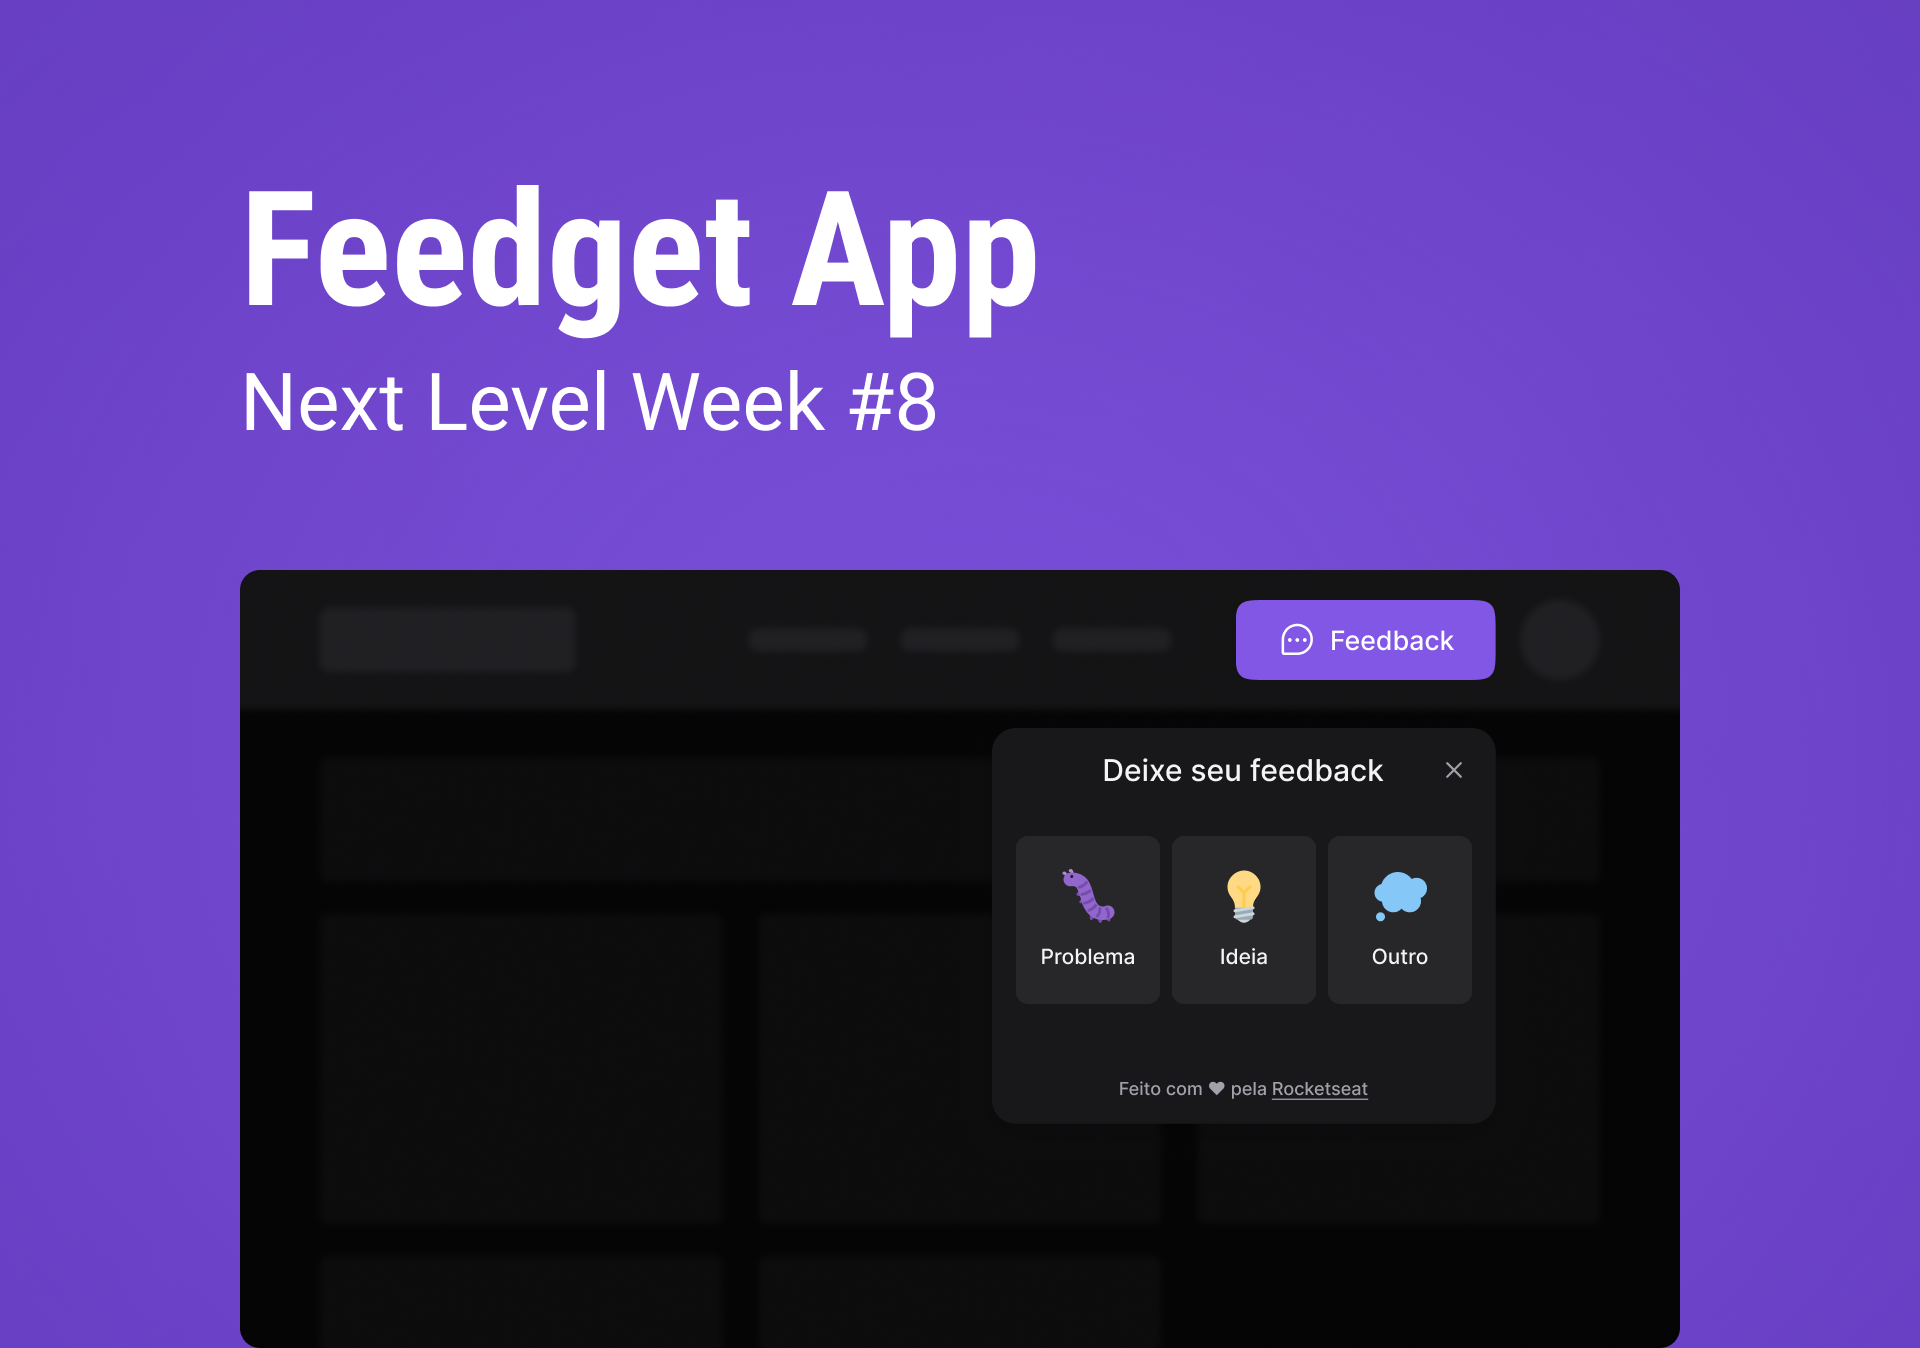 Feedget App
Next Level Week #8
Feedback
Deixe seu feedback
Problema
Ideia
Outro
Feito com ♥ pela Rocketseat